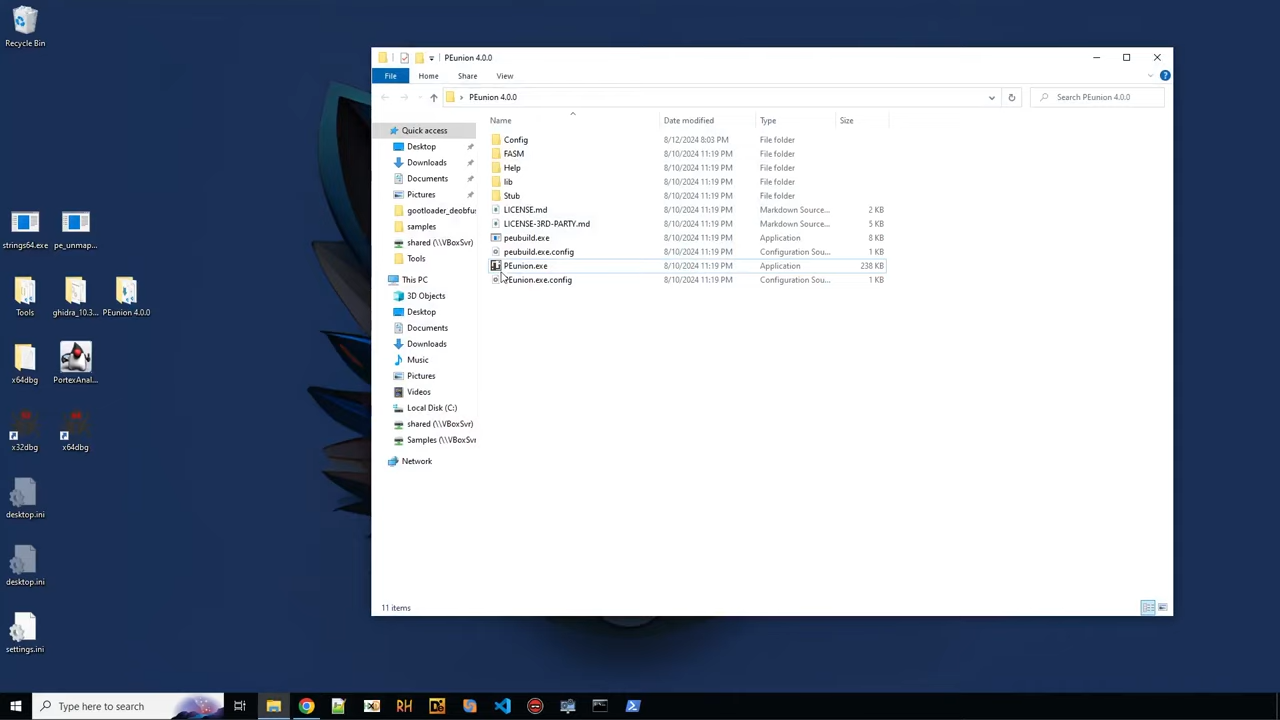 Recycle Bin
strings64.exe
pe_unmap...
Tools
ghidra_10.3...
PEunion 4.0.0
x64dbg
PortexAnal...
x32dbg
x64dbg
desktop.ini
desktop.ini
settings.ini
PEunion 4.0.0
File Home Share View
PEunion 4.0.0
Search PEunion 4.0.0
Quick access
Desktop
Downloads
Documents
Pictures
gootloader_deobfus
samples
shared (\\VBoxSvr)
Tools
This PC
3D Objects
Desktop
Documents
Downloads
Music
Pictures
Videos
Local Disk (C:)
shared (\\VBoxSvr)
Samples (\\VBoxSvr
Network
Name Date modified Type Size
Config 8/12/2024 8:03 PM File folder
FASM 8/10/2024 11:19 PM File folder
Help 8/10/2024 11:19 PM File folder
lib 8/10/2024 11:19 PM File folder
Stub 8/10/2024 11:19 PM File folder
LICENSE.md 8/10/2024 11:19 PM Markdown Source... 2 KB
LICENSE-3RD-PARTY.md 8/10/2024 11:19 PM Markdown Source... 5 KB
peubuild.exe 8/10/2024 11:19 PM Application 8 KB
peubuild.exe.config 8/10/2024 11:19 PM Configuration Sou... 1 KB
PEunion.exe 8/10/2024 11:19 PM Application 238 KB
PEunion.exe.config 8/10/2024 11:19 PM Configuration Sou... 1 KB
11 items
Type here to search
RH